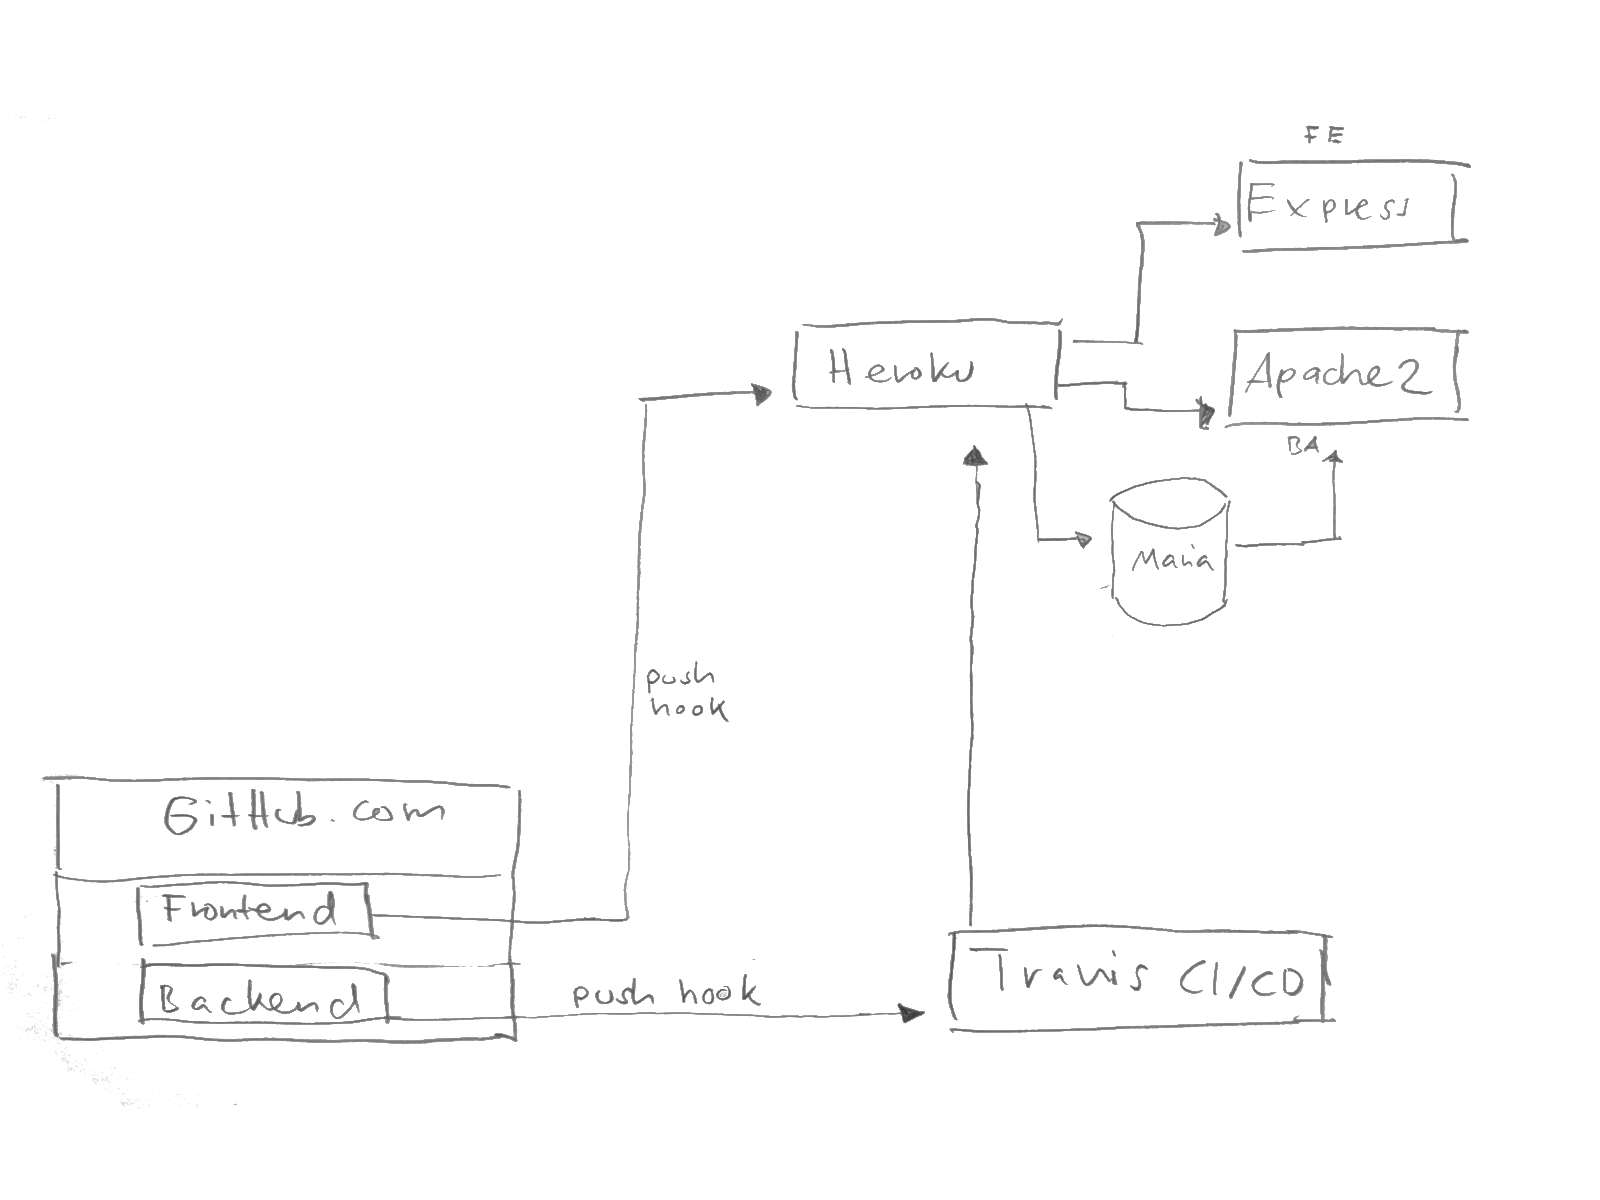 FE
Express
Heroku
Apache2
BA
Maria
push
hook
GitHub.com
Frontend
Backend
push hook
Travis CI/CD